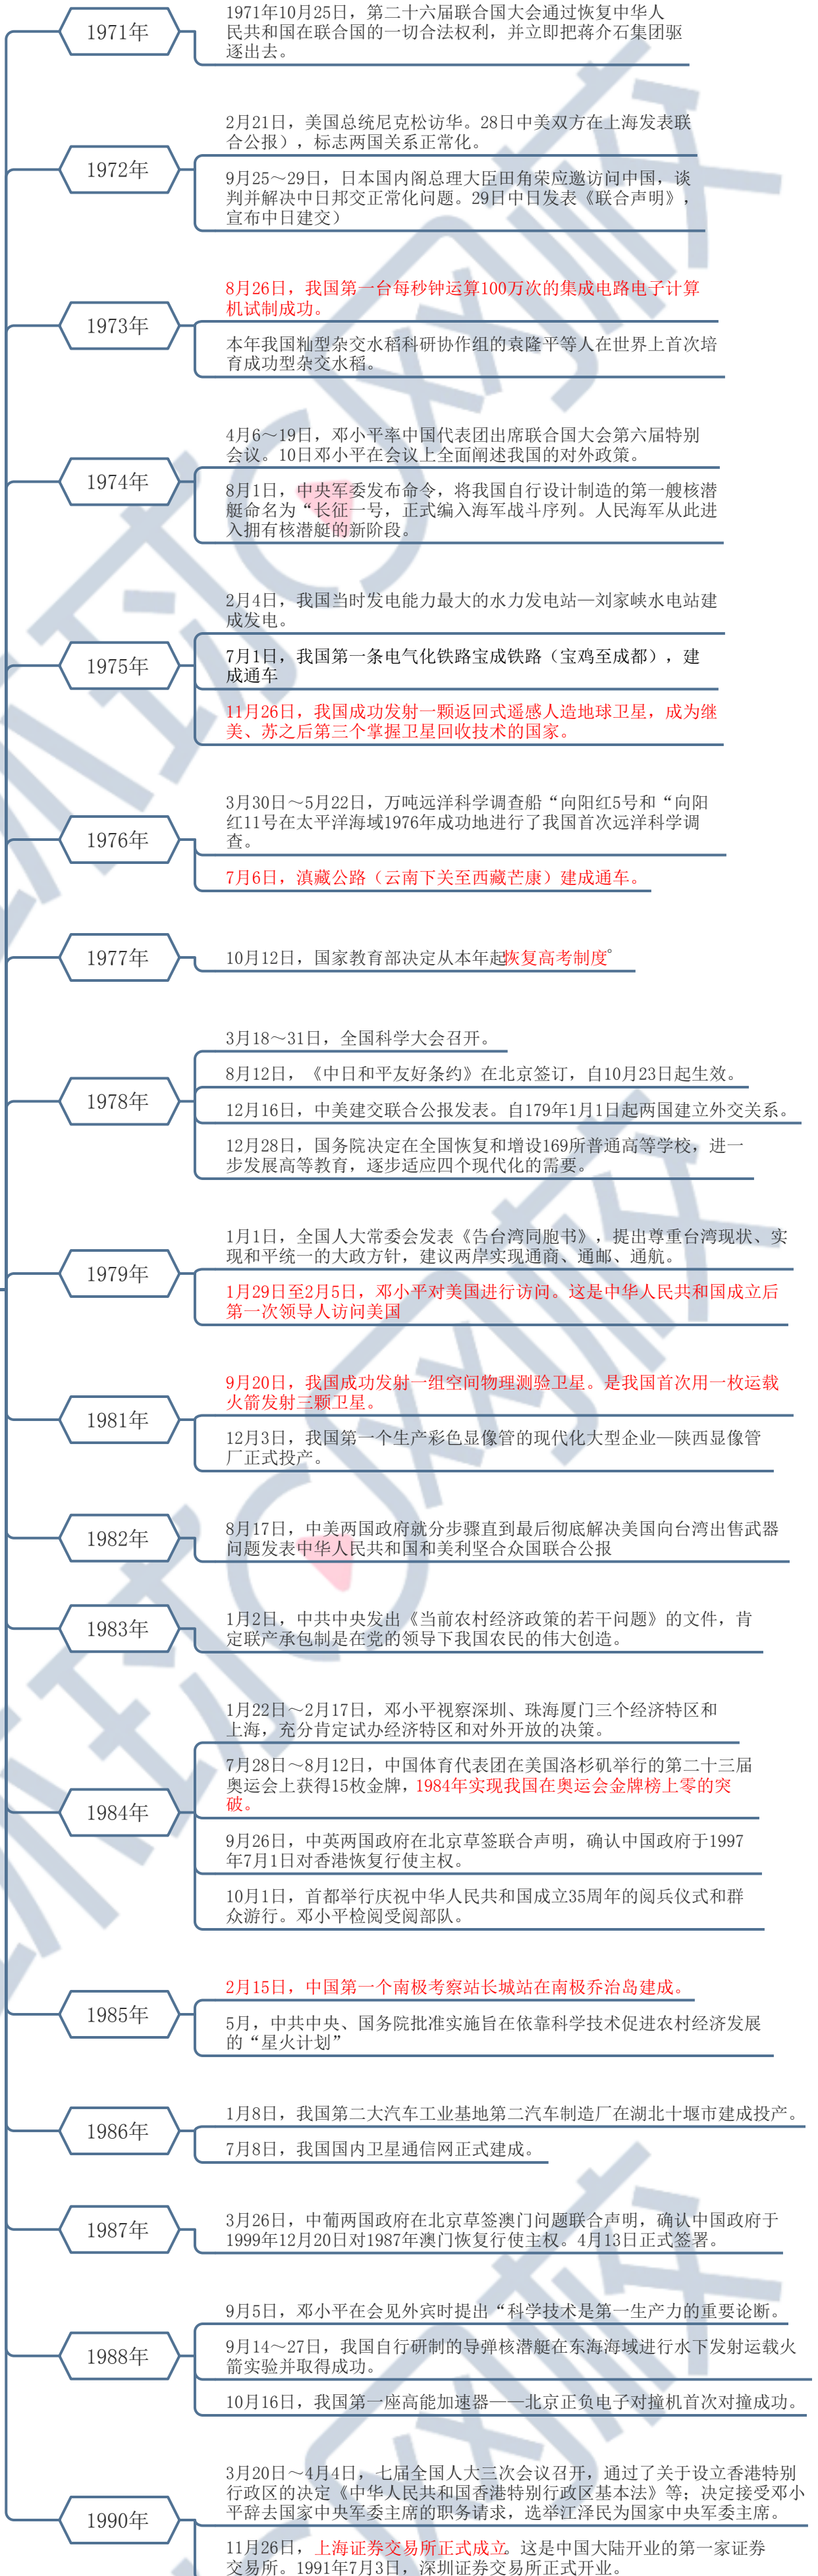 1971年
1971年10月25日，第二十六届联合国大会通过恢复中华人
民共和国在联合国的一切合法权利，并立即把蒋介石集团驱
逐出去。
1972年
2月21日，美国总统尼克松访华。28日中美双方在上海发表联
合公报），标志两国关系正常化。
9月25～29日，日本国内阁总理大臣田角荣应邀访问中国，谈
判并解决中日邦交正常化问题。29日中日发表《联合声明》，
宣布中日建交）
1973年
8月26日，我国第一台每秒钟运算100万次的集成电路电子计算
机试制成功。
本年我国籼型杂交水稻科研协作组的袁隆平等人在世界上首次培
育成功型杂交水稻。
1974年
4月6～19日，邓小平率中国代表团出席联合国大会第六届特别
会议。10日邓小平在会议上全面阐述我国的对外政策。
8月1日，中央军委发布命令，将我国自行设计制造的第一艘核潜
艇命名为“长征一号，正式编入海军战斗序列。人民海军从此进
入拥有核潜艇的新阶段。
1975年
2月4日，我国当时发电能力最大的水力发电站—刘家峡水电站建
成发电。
7月1日，我国第一条电气化铁路宝成铁路（宝鸡至成都），建
成通车
11月26日，我国成功发射一颗返回式遥感人造地球卫星，成为继
美、苏之后第三个掌握卫星回收技术的国家。
1976年
3月30日～5月22日，万吨远洋科学调查船“向阳红5号和“向阳
红11号在太平洋海域1976年成功地进行了我国首次远洋科学调
查。
7月6日，滇藏公路（云南下关至西藏芒康）建成通车。
1977年
10月12日，国家教育部决定从本年起恢复高考制度。
1978年
3月18～31日，全国科学大会召开。
8月12日，《中日和平友好条约》在北京签订，自10月23日起生效。
12月16日，中美建交联合公报发表。自179年1月1日起两国建立外交关系。
12月28日，国务院决定在全国恢复和增设169所普通高等学校，进一
步发展高等教育，逐步适应四个现代化的需要。
1979年
1月1日，全国人大常委会发表《告台湾同胞书》，提出尊重台湾现状、实
现和平统一的大政方针，建议两岸实现通商、通邮、通航。
1月29日至2月5日，邓小平对美国进行访问。这是中华人民共和国成立后
第一次领导人访问美国
1981年
9月20日，我国成功发射一组空间物理测验卫星。是我国首次用一枚运载
火箭发射三颗卫星。
12月3日，我国第一个生产彩色显像管的现代化大型企业—陕西显像管
厂正式投产。
1982年
8月17日，中美两国政府就分步骤直到最后彻底解决美国向台湾出售武器
问题发表中华人民共和国和美利坚合众国联合公报
1983年
1月2日，中共中央发出《当前农村经济政策的若干问题》的文件，肯
定联产承包制是在党的领导下我国农民的伟大创造。
1984年
1月22日～2月17日，邓小平视察深圳、珠海厦门三个经济特区和
上海，充分肯定试办经济特区和对外开放的决策。
7月28日～8月12日，中国体育代表团在美国洛杉矶举行的第二十三届
奥运会上获得15枚金牌，1984年实现我国在奥运会金牌榜上零的突
破。
9月26日，中英两国政府在北京草签联合声明，确认中国政府于1997
年7月1日对香港恢复行使主权。
10月1日，首都举行庆祝中华人民共和国成立35周年的阅兵仪式和群
众游行。邓小平检阅受阅部队。
1985年
2月15日，中国第一个南极考察站长城站在南极乔治岛建成。
5月，中共中央、国务院批准实施旨在依靠科学技术促进农村经济发展
的“星火计划”
1986年
1月8日，我国第二大汽车工业基地第二汽车制造厂在湖北十堰市建成投产。
7月8日，我国国内卫星通信网正式建成。
1987年
3月26日，中葡两国政府在北京草签澳门问题联合声明，确认中国政府于
1999年12月20日对1987年澳门恢复行使主权。4月13日正式签署。
1988年
9月5日，邓小平在会见外宾时提出“科学技术是第一生产力的重要论断。
9月14～27日，我国自行研制的导弹核潜艇在东海海域进行水下发射运载火
箭实验并取得成功。
10月16日，我国第一座高能加速器——北京正负电子对撞机首次对撞成功。
1990年
3月20日～4月4日，七届全国人大三次会议召开，通过了关于设立香港特别
行政区的决定《中华人民共和国香港特别行政区基本法》等；决定接受邓小
平辞去国家中央军委主席的职务请求，选举江泽民为国家中央军委主席。
11月26日，上海证券交易所正式成立。这是中国大陆开业的第一家证券
交易所。1991年7月3日，深圳证券交易所正式开业。
环球网校
环球网校
网校